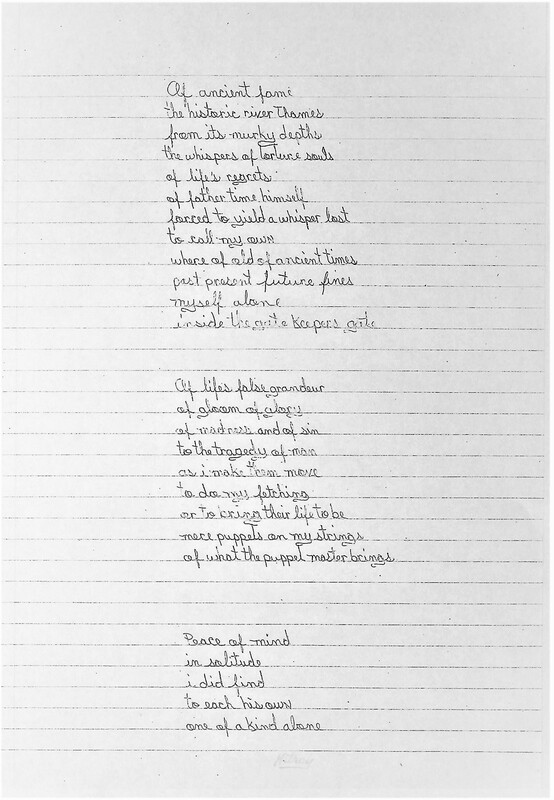 Of ancient fame
the historic river Thames
from its murky depths
the whispers of torture souls
of life's regrets
of father time himself
forced to yield a whisper lost
to call my own
where of old of ancient times
past present future fines
myself alone
inside the gate keepers gate
Of life's false grandeur
of gloom of glory
of madness and of sin
to the tragedy of man
as i make them move
to do my fetching
or to bring their life to be
mere puppets on my strings
of what the puppet master brings
Peace of mind
in solitude
i did find
to each his own
one of a kind alone